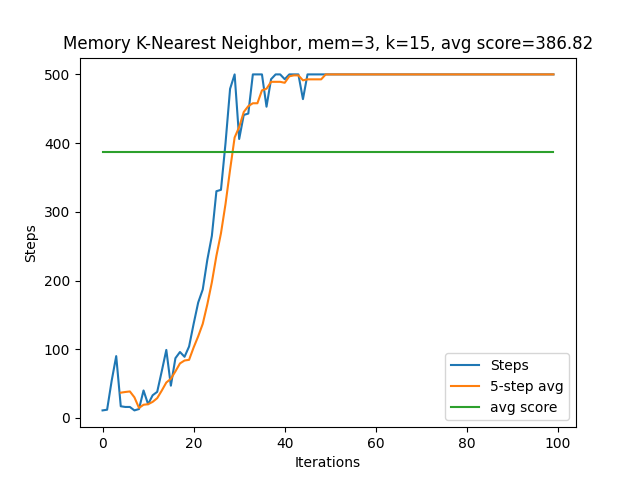 Memory K-Nearest Neighbor, mem=3, k=15, avg score=386.82
500
400
300
200
100
0
Steps
Steps
5-step avg
avg score
0 20 40 60 80 100
Iterations